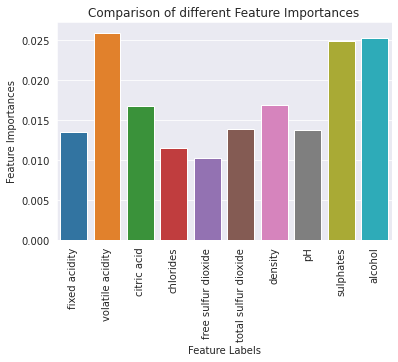 Comparison of different Feature Importances
Feature Importances
0.025
0.020
0.015
0.010
0.005
0.000
fixed acidity
volatile acidity
citric acid
chlorides
free sulfur dioxide
total sulfur dioxide
density
pH
sulphates
alcohol
Feature Labels